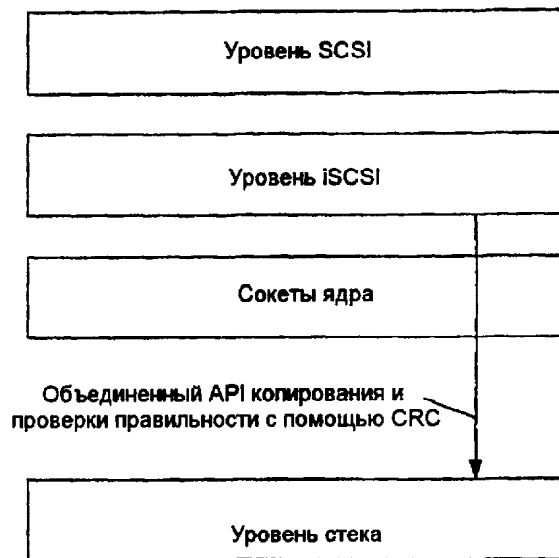 Уровень SCSI
Уровень iSCSI
Сокеты ядра
Объединенный API копирования и
проверки правильности с помощью CRC
Уровень стека